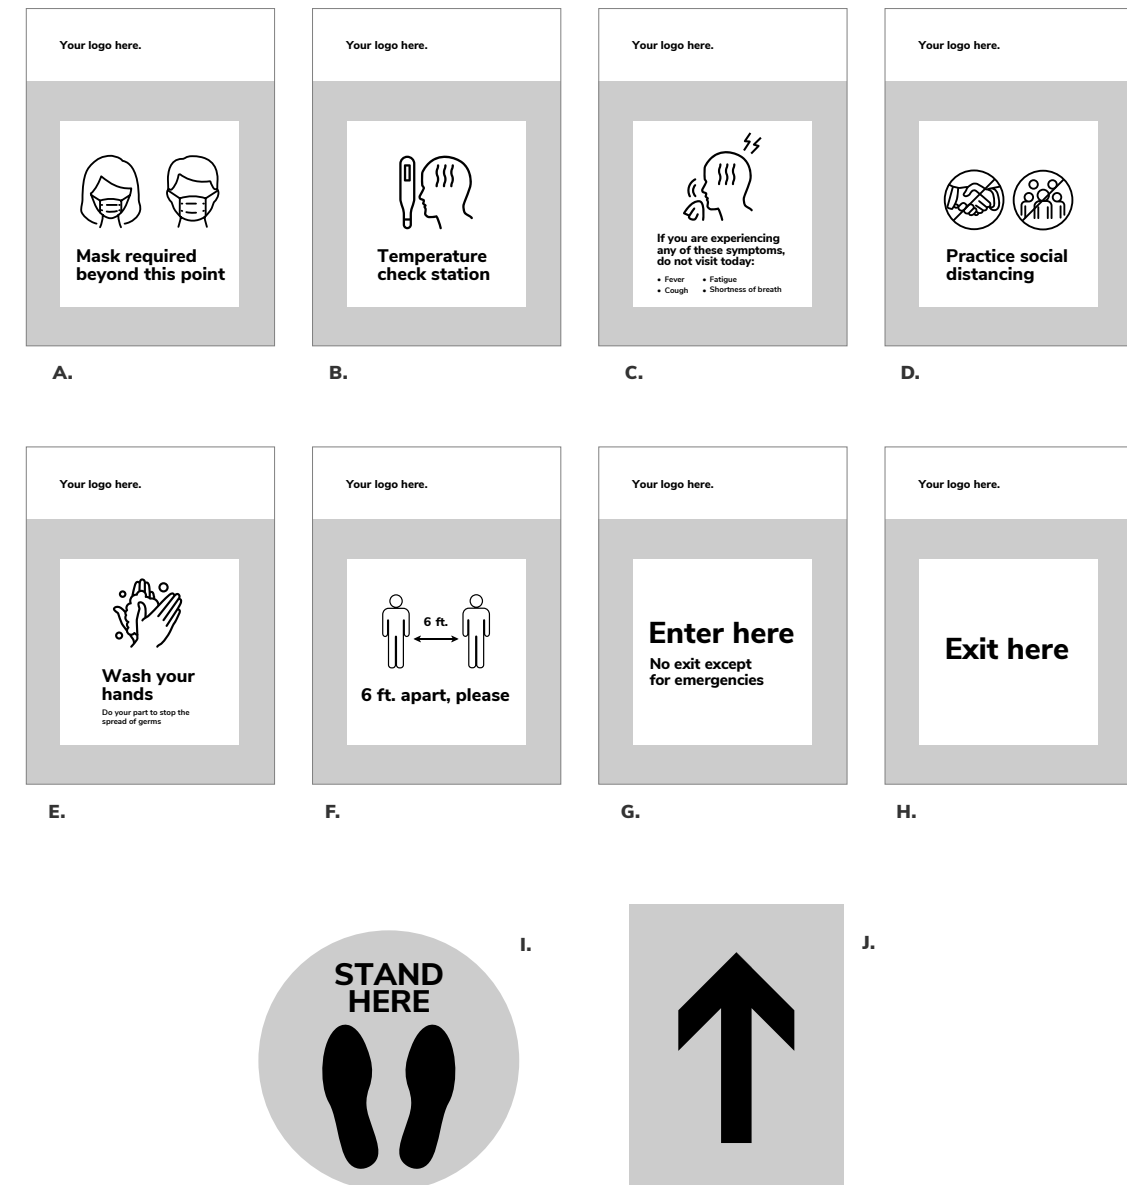 Your logo here.
Your logo here.
Your logo here.
Your logo here.
Mask required
beyond this point
Temperature
check station
If you are experiencing
any of these symptoms,
do not visit today:
• Fever • Fatigue
• Cough • Shortness of breath
Practice social
distancing
A.
B.
C.
D.
Your logo here.
Your logo here.
Your logo here.
Your logo here.
Wash your
hands
Do your part to stop the
spread of germs
6 ft.
6 ft. apart, please
Enter here
No exit except
for emergencies
Exit here
E.
F.
G.
H.
STAND
HERE
I.
J.